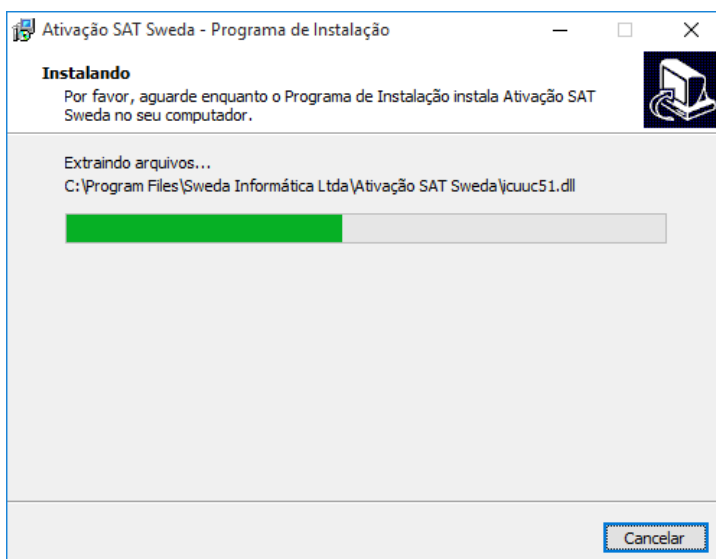 Ativação SAT Sweda - Programa de Instalação
Instalando
Por favor, aguarde enquanto o Programa de Instalação instala Ativação SAT
Sweda no seu computador.
Extraindo arquivos...
C:\Program Files\Sweda Informática Ltda\Ativação SAT Sweda\icuuc51.dll
Cancelar